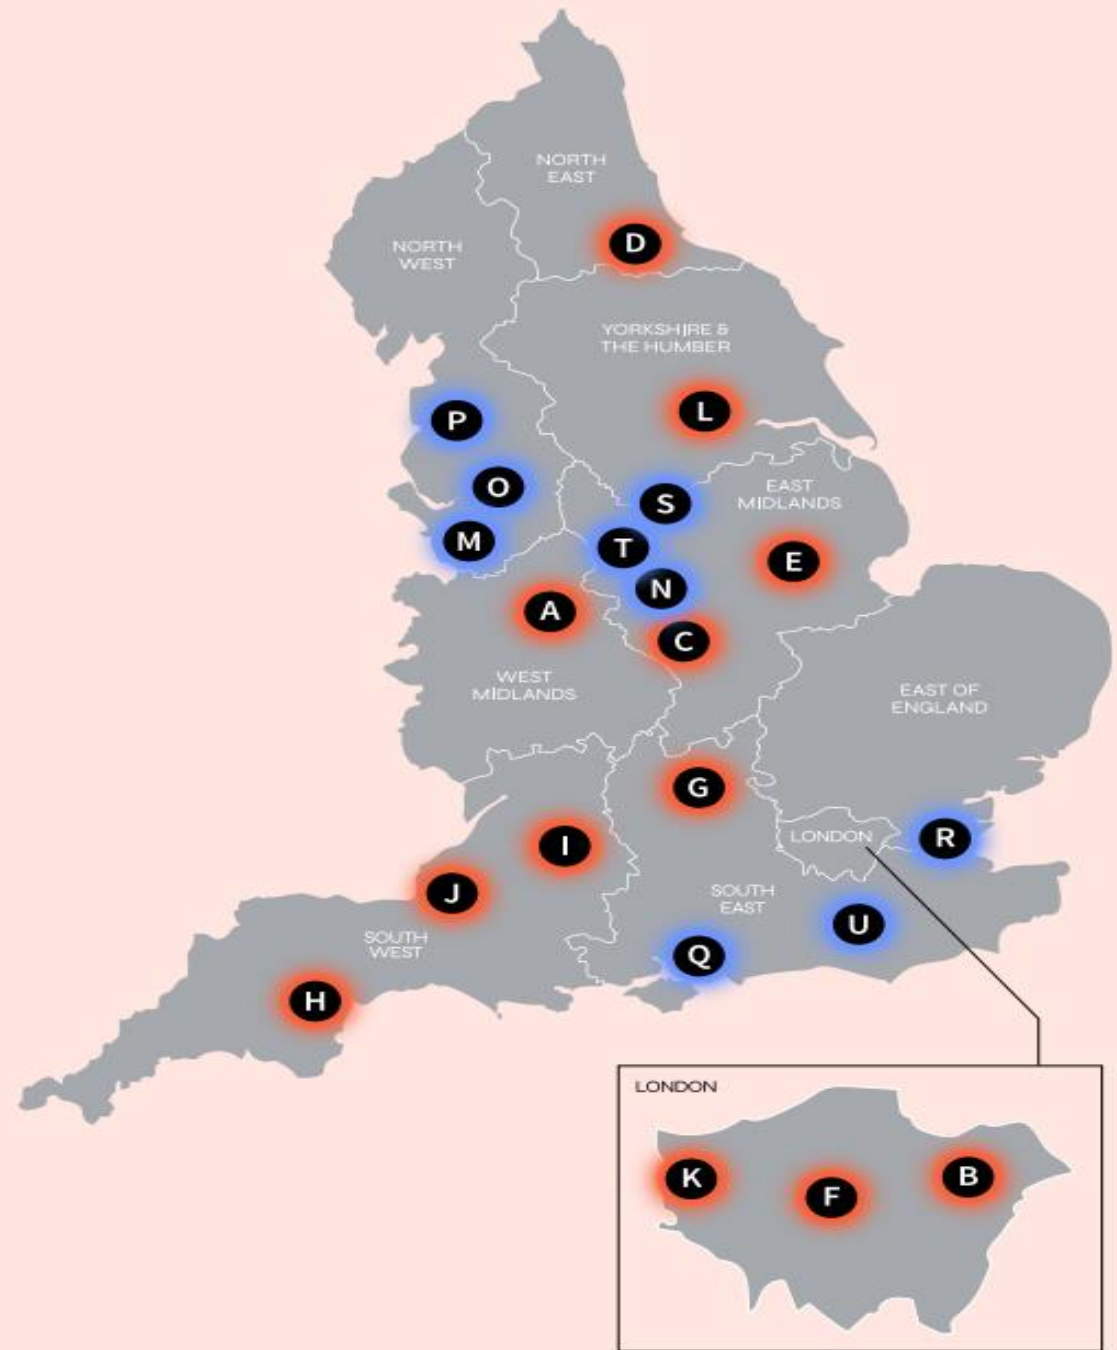 NORTH
EAST
D
NORTH
WEST
YORKSHIRE &
THE HUMBER
L
P
O
S
EAST
MIDLANDS
M
T
E
N
A
C
WEST
MIDLANDS
EAST OF
ENGLAND
G
I
LONDON
R
J
SOUTH
EAST
U
SOUTH
WEST
Q
H
LONDON
K
F
B